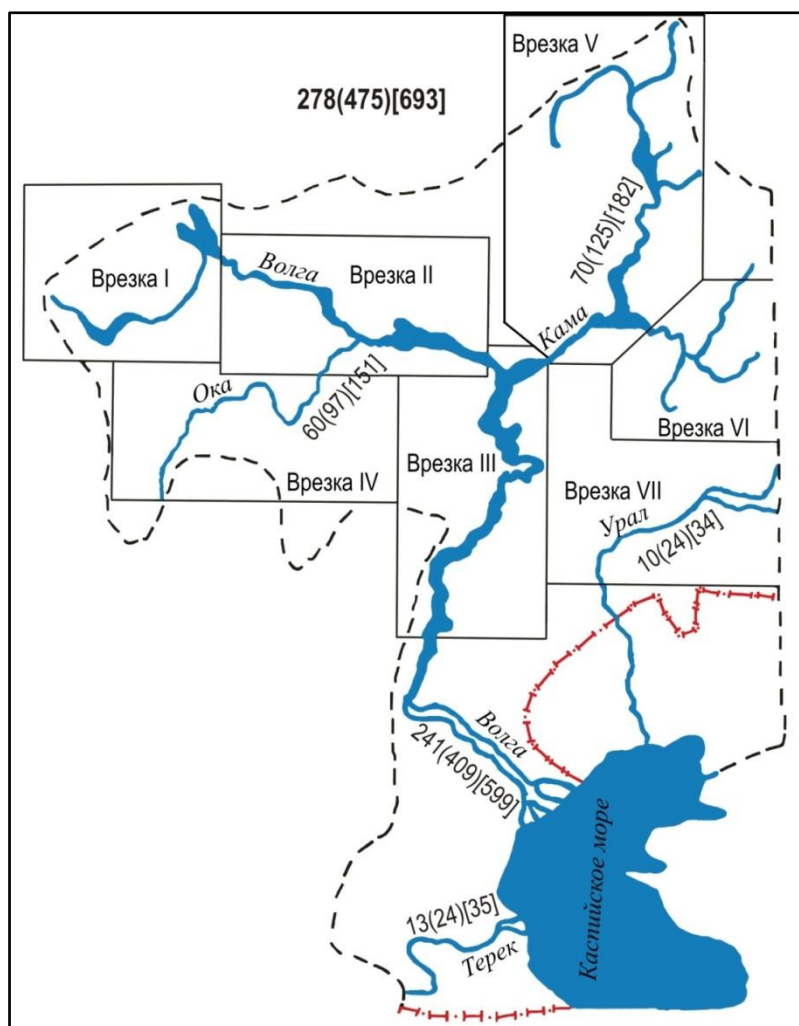 Врезка V
278(475)[693]
70(125)[182]
Врезка I
Волга
Врезка II
Кама
Ока
60(97)[151]
Врезка VI
Врезка III
Врезка IV
Врезка VII
Урал
10(24)[34]
Волга
241(409)[599]
Каспийское море
13(24)[35]
Терек